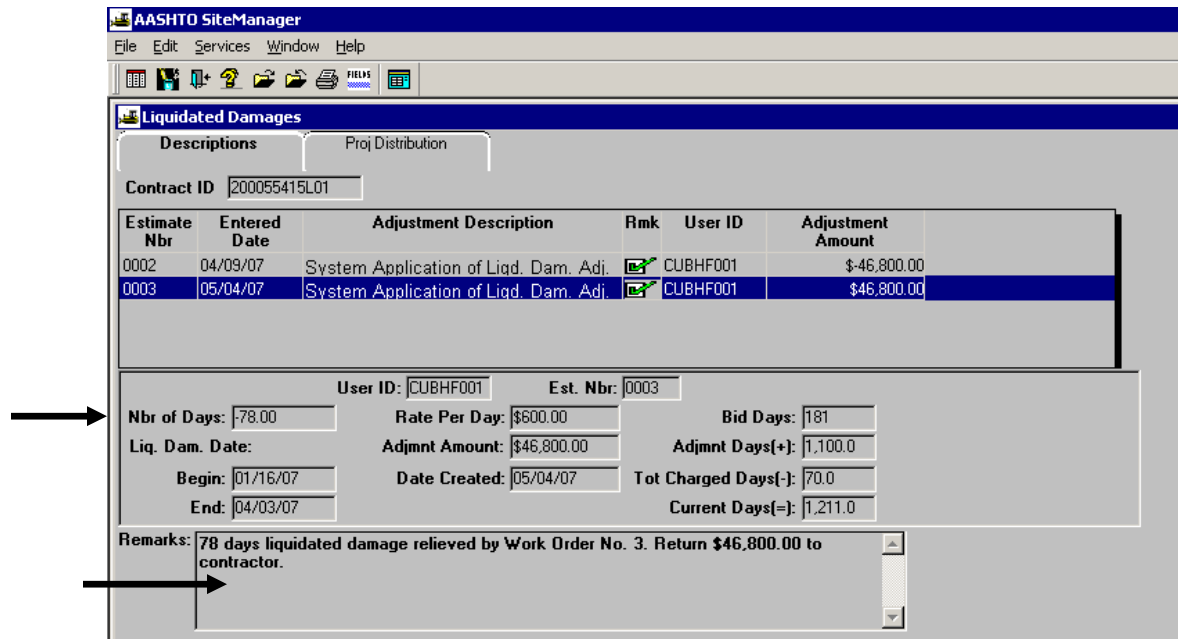 AASHTO SiteManager
File Edit Services Window Help
FIELDS
Liquidated Damages
Descriptions Proj Distribution
Contract ID 200055415L01
Estimate Nbr Entered Date Adjustment Description Rmk User ID Adjustment Amount
0002 04/09/07 System Application of Liqd. Dam. Adj. CUBHF001 $-46,800.00
0003 05/04/07 System Application of Liqd. Dam. Adj. CUBHF001 $46,800.00
User ID: CUBHF001 Est. Nbr: 0003
Nbr of Days: -78.00 Rate Per Day: $600.00 Bid Days: 181
Liq. Dam. Date: Adjmnt Amount: $46,800.00 Adjmnt Days(+): 1,100.0
Begin: 01/16/07 Date Created: 05/04/07 Tot Charged Days(-): 70.0
End: 04/03/07 Current Days(=): 1,211.0
Remarks: 78 days liquidated damage relieved by Work Order No. 3. Return $46,800.00 to
contractor.